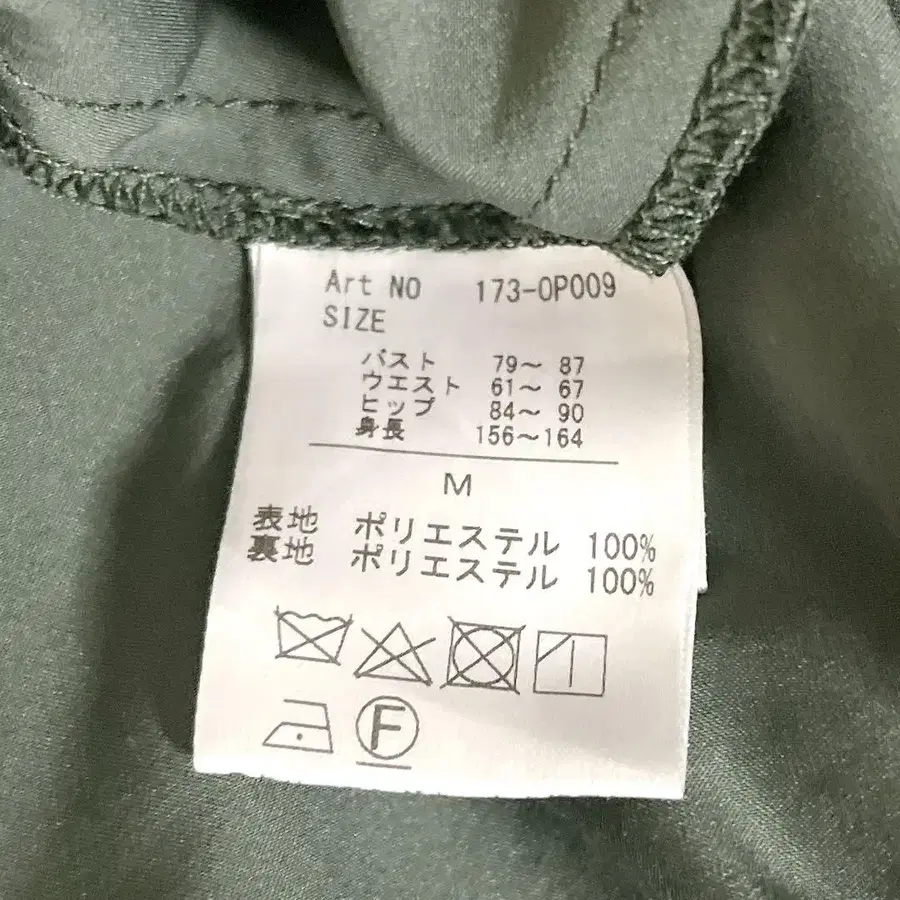 Art NO 173-OP009
SIZE
バスト 79〜 87
ウエスト 61〜 67
ヒップ 84〜 90
身長 156〜164
M
表地 ポリエステル 100%
裏地 ポリエステル 100%
F